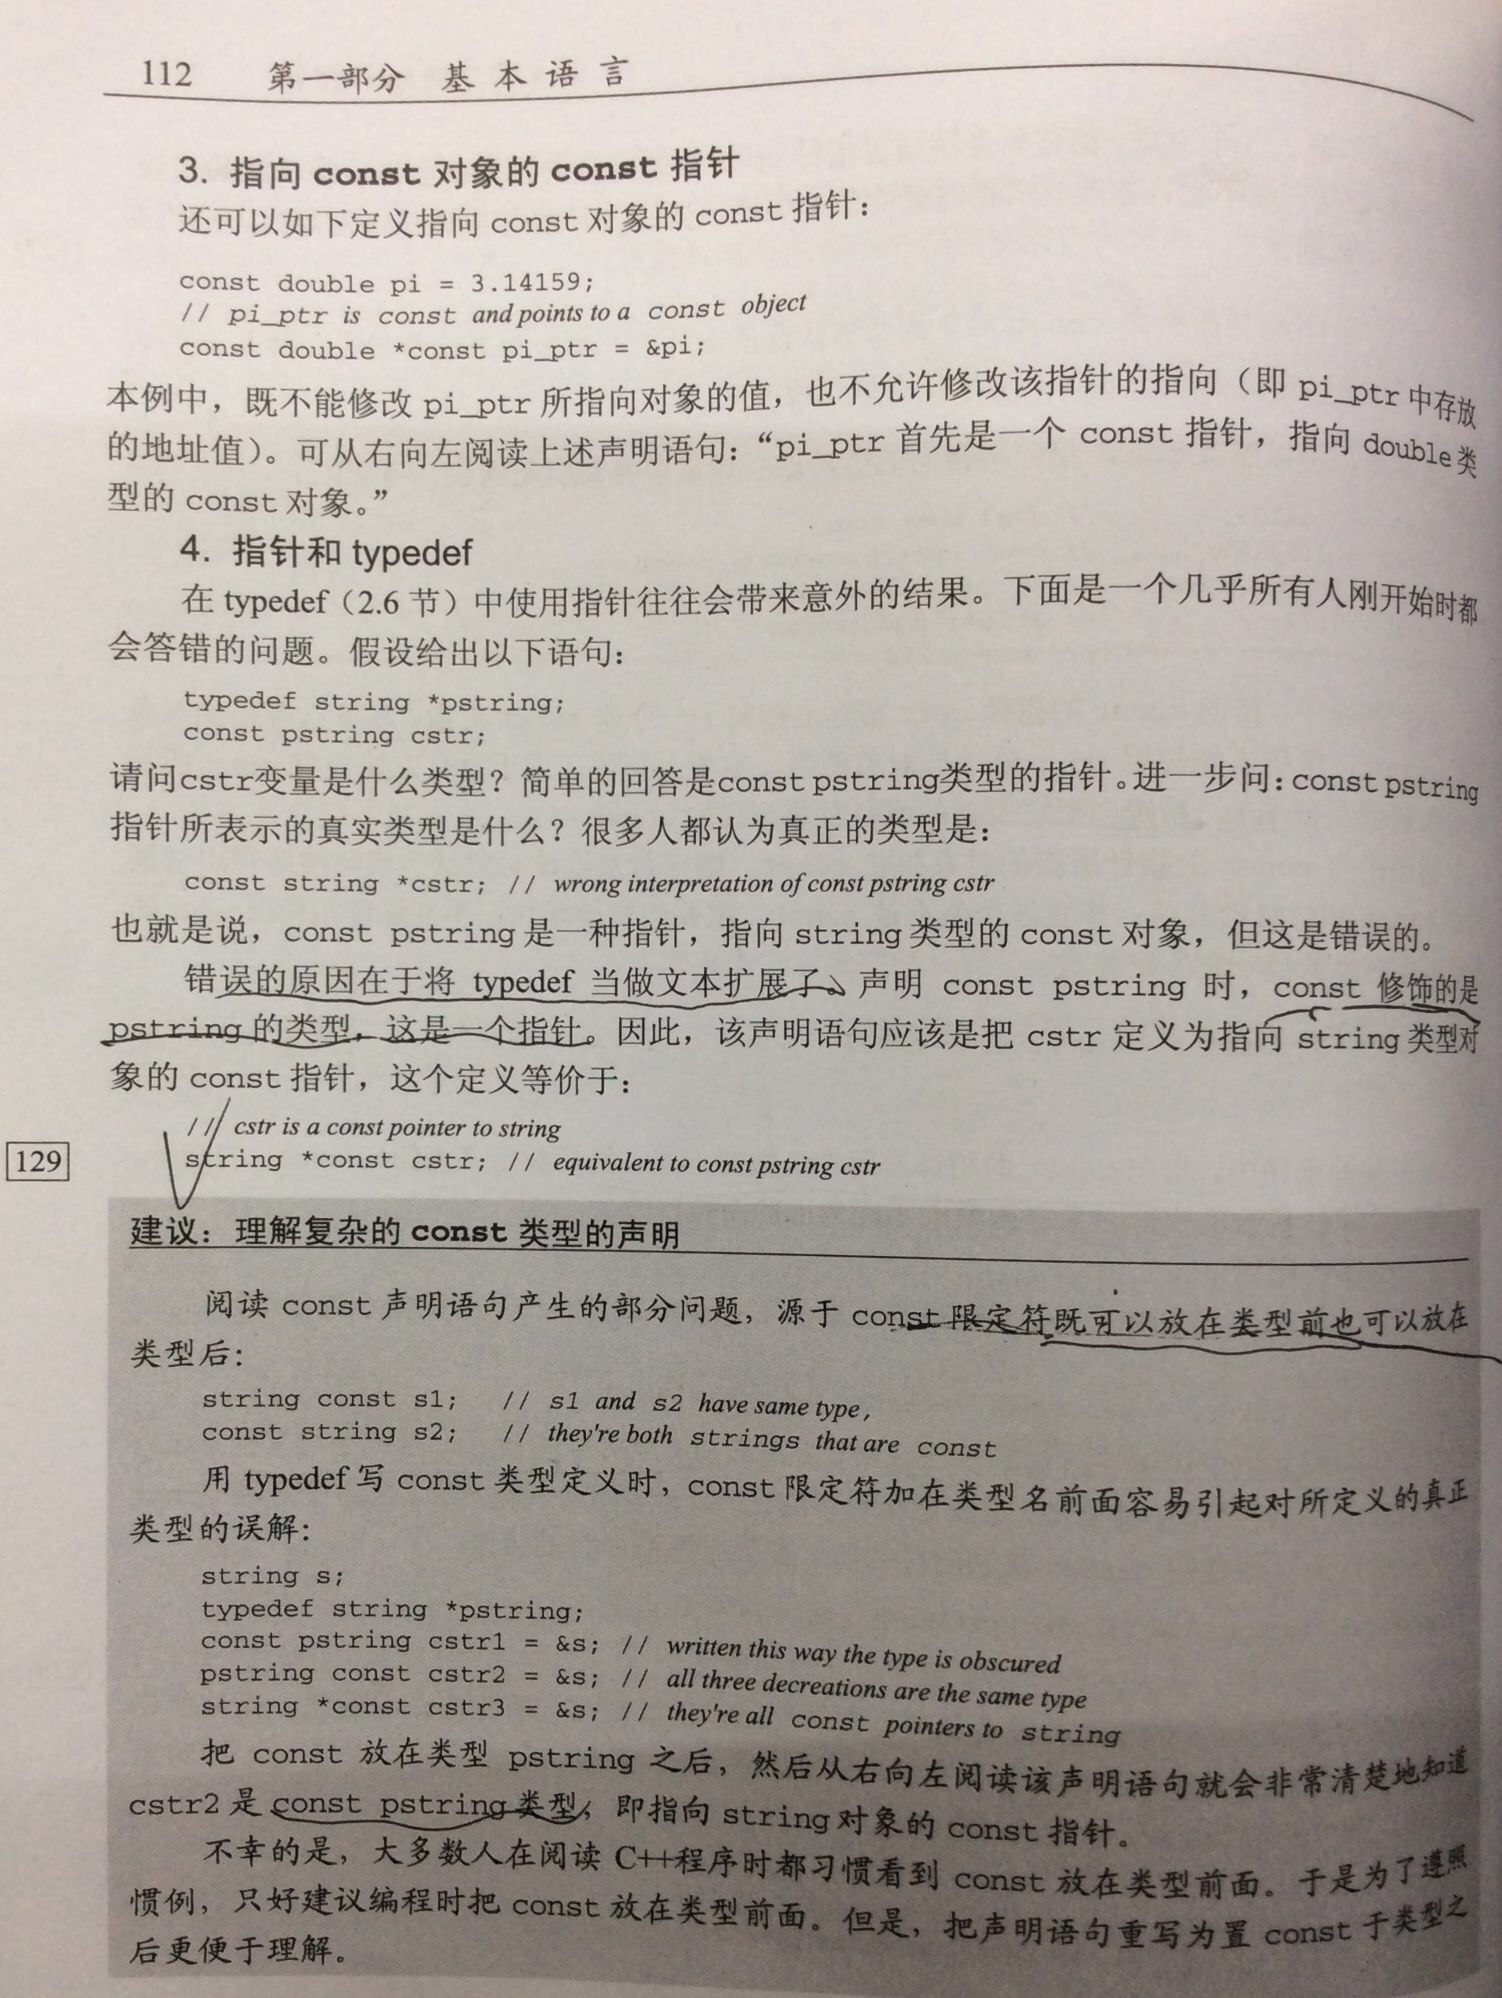 112 第一部分 基本语言
3. 指向 const 对象的 const 指针
还可以如下定义指向 const 对象的 const 指针：
const double pi = 3.14159;
// pi_ptr is const and points to a const object
const double *const pi_ptr = &pi;
本例中，既不能修改 pi_ptr 所指向对象的值，也不允许修改该指针的指向（即 pi_ptr 中存放
的地址值）。可从右向左阅读上述声明语句：“pi_ptr 首先是一个 const 指针，指向 double 类
型的 const 对象。”
4. 指针和 typedef
在 typedef（2.6 节）中使用指针往往会带来意外的结果。下面是一个几乎所有人刚开始时都
会答错的问题。假设给出以下语句：
typedef string *pstring;
const pstring cstr;
请问cstr变量是什么类型？简单的回答是const pstring类型的指针。进一步问：const pstring
指针所表示的真实类型是什么？很多人都认为真正的类型是：
const string *cstr; // wrong interpretation of const pstring cstr
也就是说，const pstring 是一种指针，指向 string 类型的 const 对象，但这是错误的。
错误的原因在于将 typedef 当做文本扩展了。声明 const pstring 时，const 修饰的是
pstring 的类型，这是一个指针。因此，该声明语句应该是把 cstr 定义为指向 string 类型对
象的 const 指针，这个定义等价于：
// cstr is a const pointer to string
129
string *const cstr; // equivalent to const pstring cstr
建议：理解复杂的 const 类型的声明
阅读 const 声明语句产生的部分问题，源于 const 限定符既可以放在类型前也可以放在
类型后：
string const s1; // s1 and s2 have same type,
const string s2; // they're both strings that are const
用 typedef 写 const 类型定义时，const 限定符加在类型名前面容易引起对所定义的真正
类型的误解：
string s;
typedef string *pstring;
const pstring cstr1 = &s; // written this way the type is obscured
pstring const cstr2 = &s; // all three decreations are the same type
string *const cstr3 = &s; // they're all const pointers to string
把 const 放在类型 pstring 之后，然后从右向左阅读该声明语句就会非常清楚地知道
cstr2 是 const pstring 类型，即指向 string 对象的 const 指针。
不幸的是，大多数人在阅读 C++程序时都习惯看到 const 放在类型前面。于是为了遵照
惯例，只好建议编程时把 const 放在类型前面。但是，把声明语句重写为置 const 于类型之
后更便于理解。